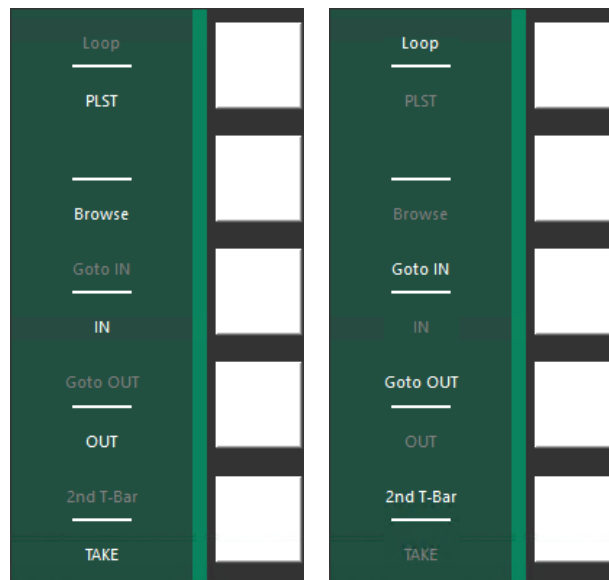 Loop
PLST
Browse
Goto IN
IN
Goto OUT
OUT
2nd T-Bar
TAKE
Loop
PLST
Browse
Goto IN
IN
Goto OUT
OUT
2nd T-Bar
TAKE